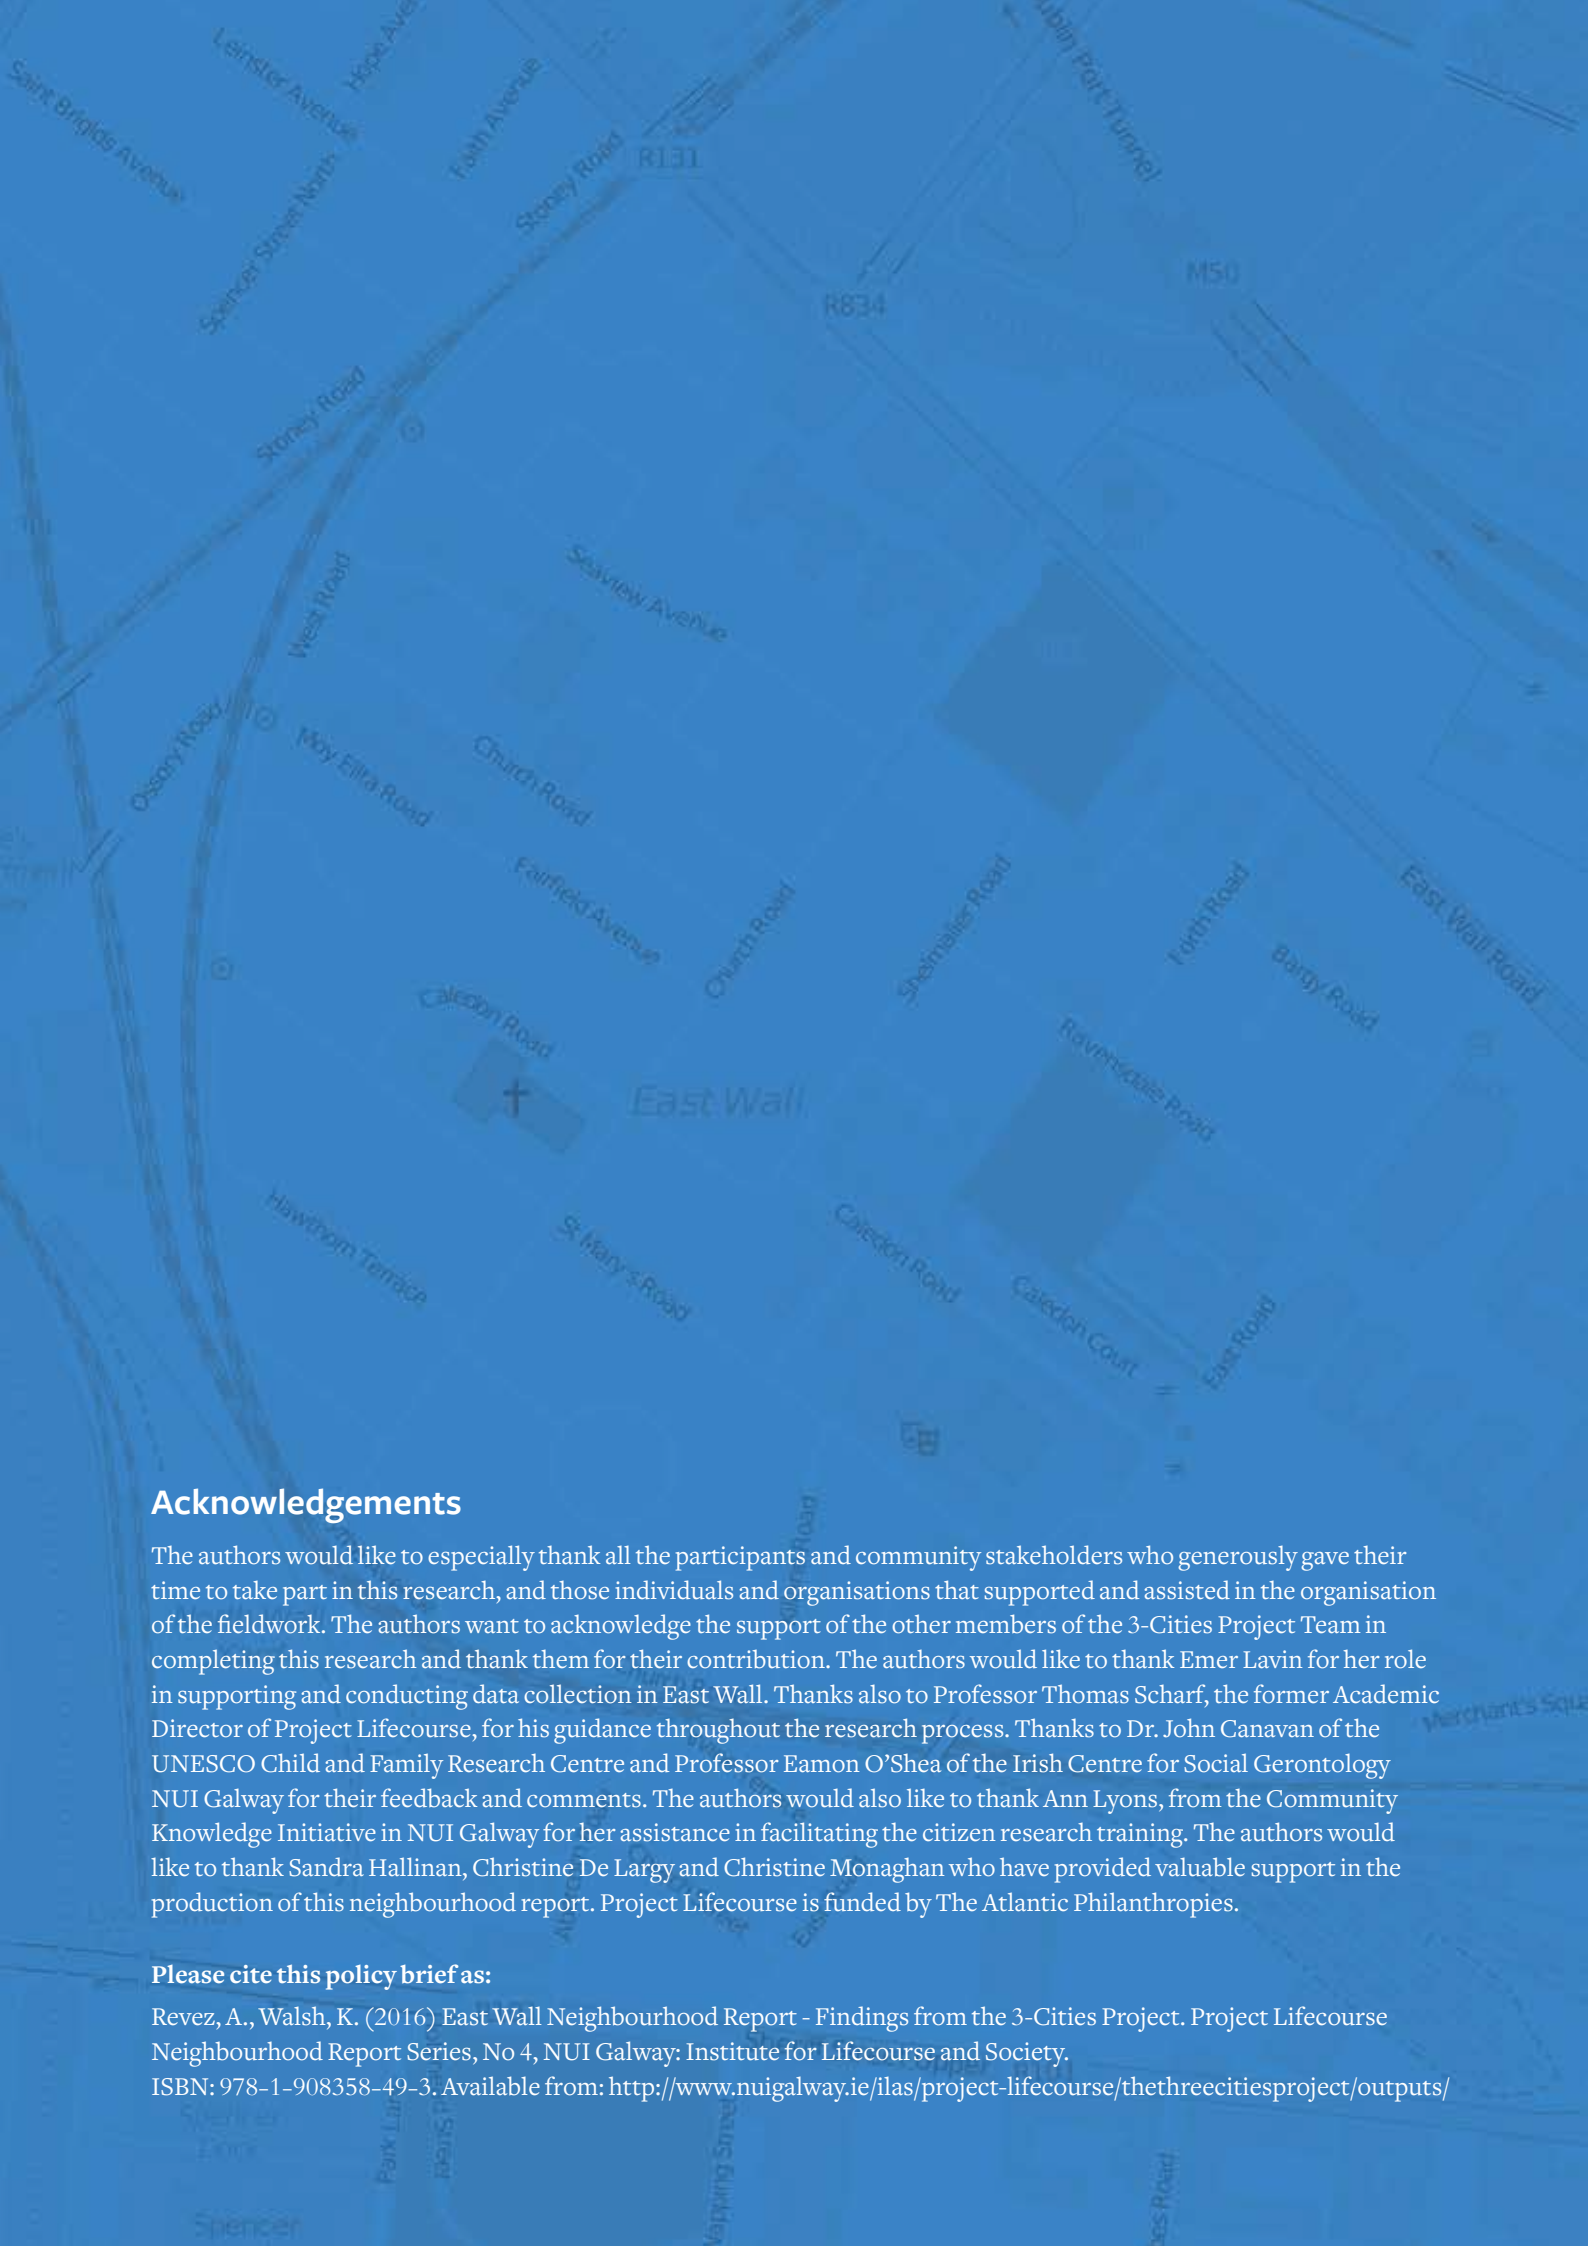 Hope Ave
Leinster Avenue
Saint Brigids Avenue
Faith Avenue
Dublin Port Tunnel
Stoney Road
R131
Spencer Street North
M50
R834
Stoney Road
West Road
Seaview Avenue
Ossory Road
Moy Elta Road
Church Road
Fairfield Avenue
Church Road
Shelmalier Road
Forth Road
East Wall Road
Bargy Road
Caledon Road
Ravensdale Road
East Wall
Hawthorn Terrace
St Mary's Road
Caledon Road
Caledon Court
East Road
Acknowledgements
The authors would like to especially thank all the participants and community stakeholders who generously gave their
time to take part in this research, and those individuals and organisations that supported and assisted in the organisation
of the fieldwork. The authors want to acknowledge the support of the other members of the 3-Cities Project Team in
completing this research and thank them for their contribution. The authors would like to thank Emer Lavin for her role
in supporting and conducting data collection in East Wall. Thanks also to Professor Thomas Scharf, the former Academic
Director of Project Lifecourse, for his guidance throughout the research process. Thanks to Dr. John Canavan of the
UNESCO Child and Family Research Centre and Professor Eamon O’Shea of the Irish Centre for Social Gerontology
NUI Galway for their feedback and comments. The authors would also like to thank Ann Lyons, from the Community
Knowledge Initiative in NUI Galway for her assistance in facilitating the citizen research training. The authors would
like to thank Sandra Hallinan, Christine De Largy and Christine Monaghan who have provided valuable support in the
production of this neighbourhood report. Project Lifecourse is funded by The Atlantic Philanthropies.
Merchant's Squa
Please cite this policy brief as:
Revez, A., Walsh, K. (2016) East Wall Neighbourhood Report - Findings from the 3-Cities Project. Project Lifecourse
Neighbourhood Report Series, No 4, NUI Galway: Institute for Lifecourse and Society.
ISBN: 978-1-908358-49-3. Available from: http://www.nuigalway.ie/ilas/project-lifecourse/thethreecitiesproject/outputs/
R101
Spencer
Dock
Park Lan
Wapping Street
Spencer